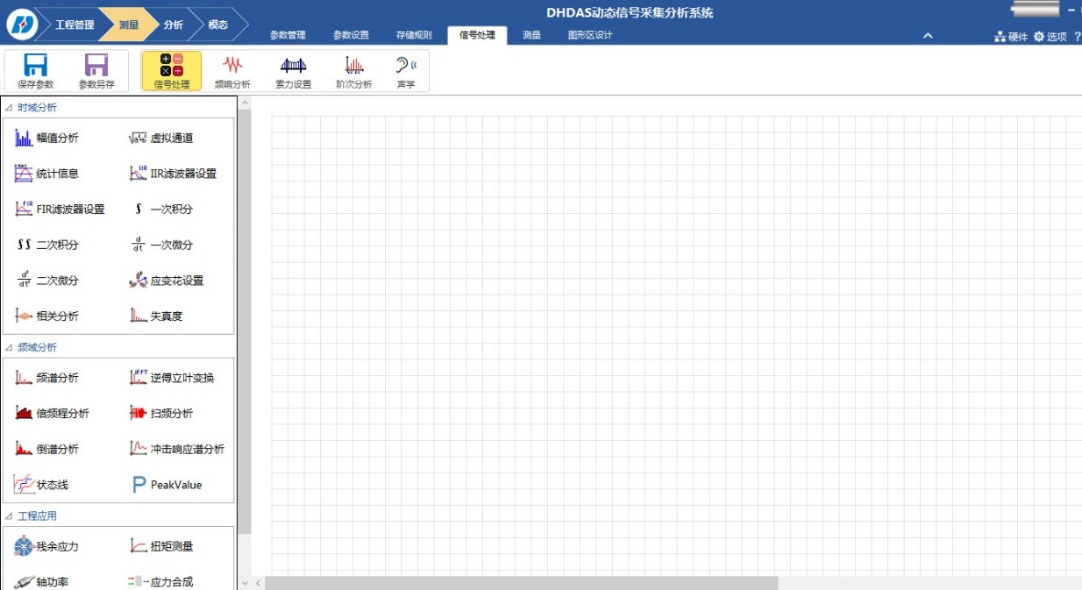 DHDAS动态信号采集分析系统
工程管理 测量 分析 模态
参数管理 参数设置 存储规则 信号处理 测量 图形区设计
硬件 选项 ?
保存参数 参数另存 信号处理 频响分析 索力设置 阶次分析 声学
时域分析
幅值分析 虚拟通道
统计信息 IIR滤波器设置
FIR滤波器设置 一次积分
二次积分 一次微分
二次微分 应变花设置
相关分析 失真度
频域分析
频谱分析 逆傅立叶变换
倍频程分析 扫频分析
倒谱分析 冲击响应谱分析
状态线 PeakValue
工程应用
残余应力 扭矩测量
轴功率 应力合成